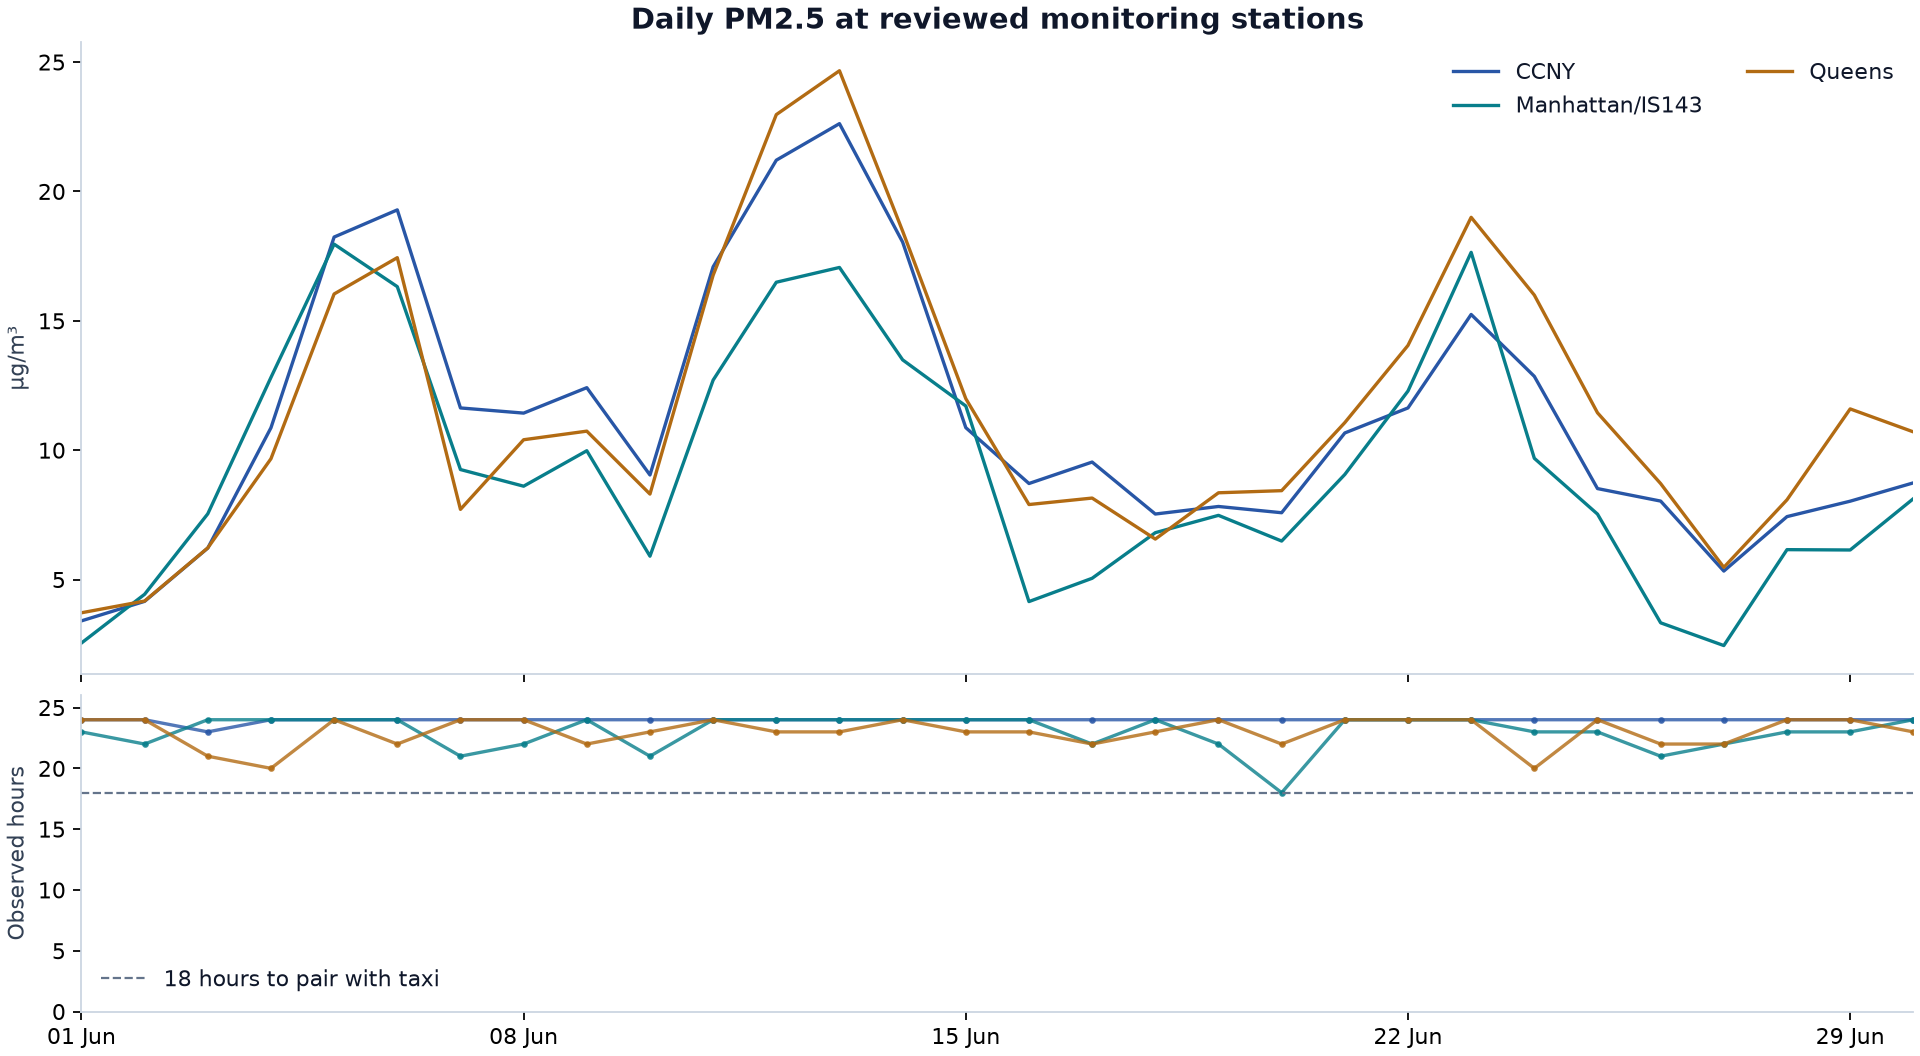 Daily PM2.5 at reviewed monitoring stations
25
20
15
10
5
µg/m³
CCNY
Manhattan/IS143
Queens
25
20
15
10
5
0
Observed hours
18 hours to pair with taxi
01 Jun
08 Jun
15 Jun
22 Jun
29 Jun